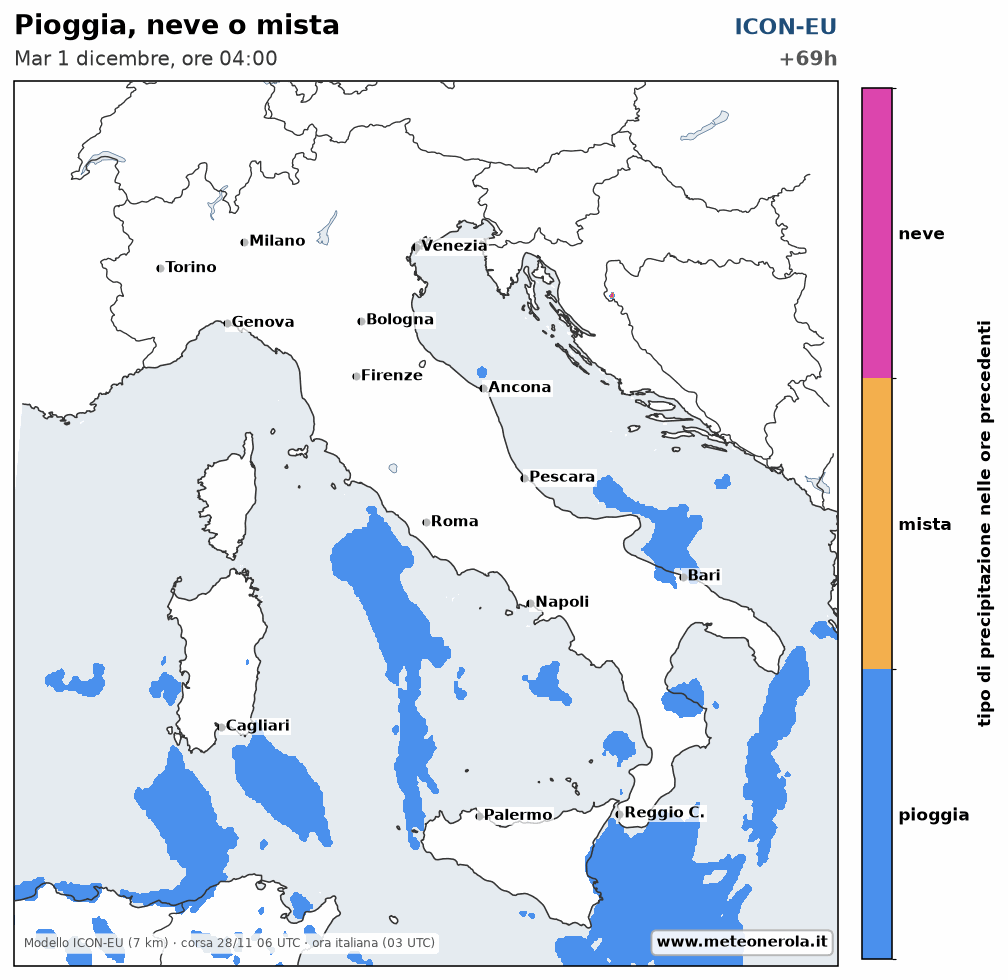 Pioggia, neve o mista
ICON-EU
Mar 1 dicembre, ore 04:00
+69h
neve
Milano
Venezia
Torino
Genova
Bologna
Firenze
Ancona
Pescara
Roma
mista
Bari
Napoli
tipo di precipitazione nelle ore precedenti
Cagliari
Palermo
Reggio C.
pioggia
Modello ICON-EU (7 km) · corsa 28/11 06 UTC · ora italiana (03 UTC)
www.meteonerola.it